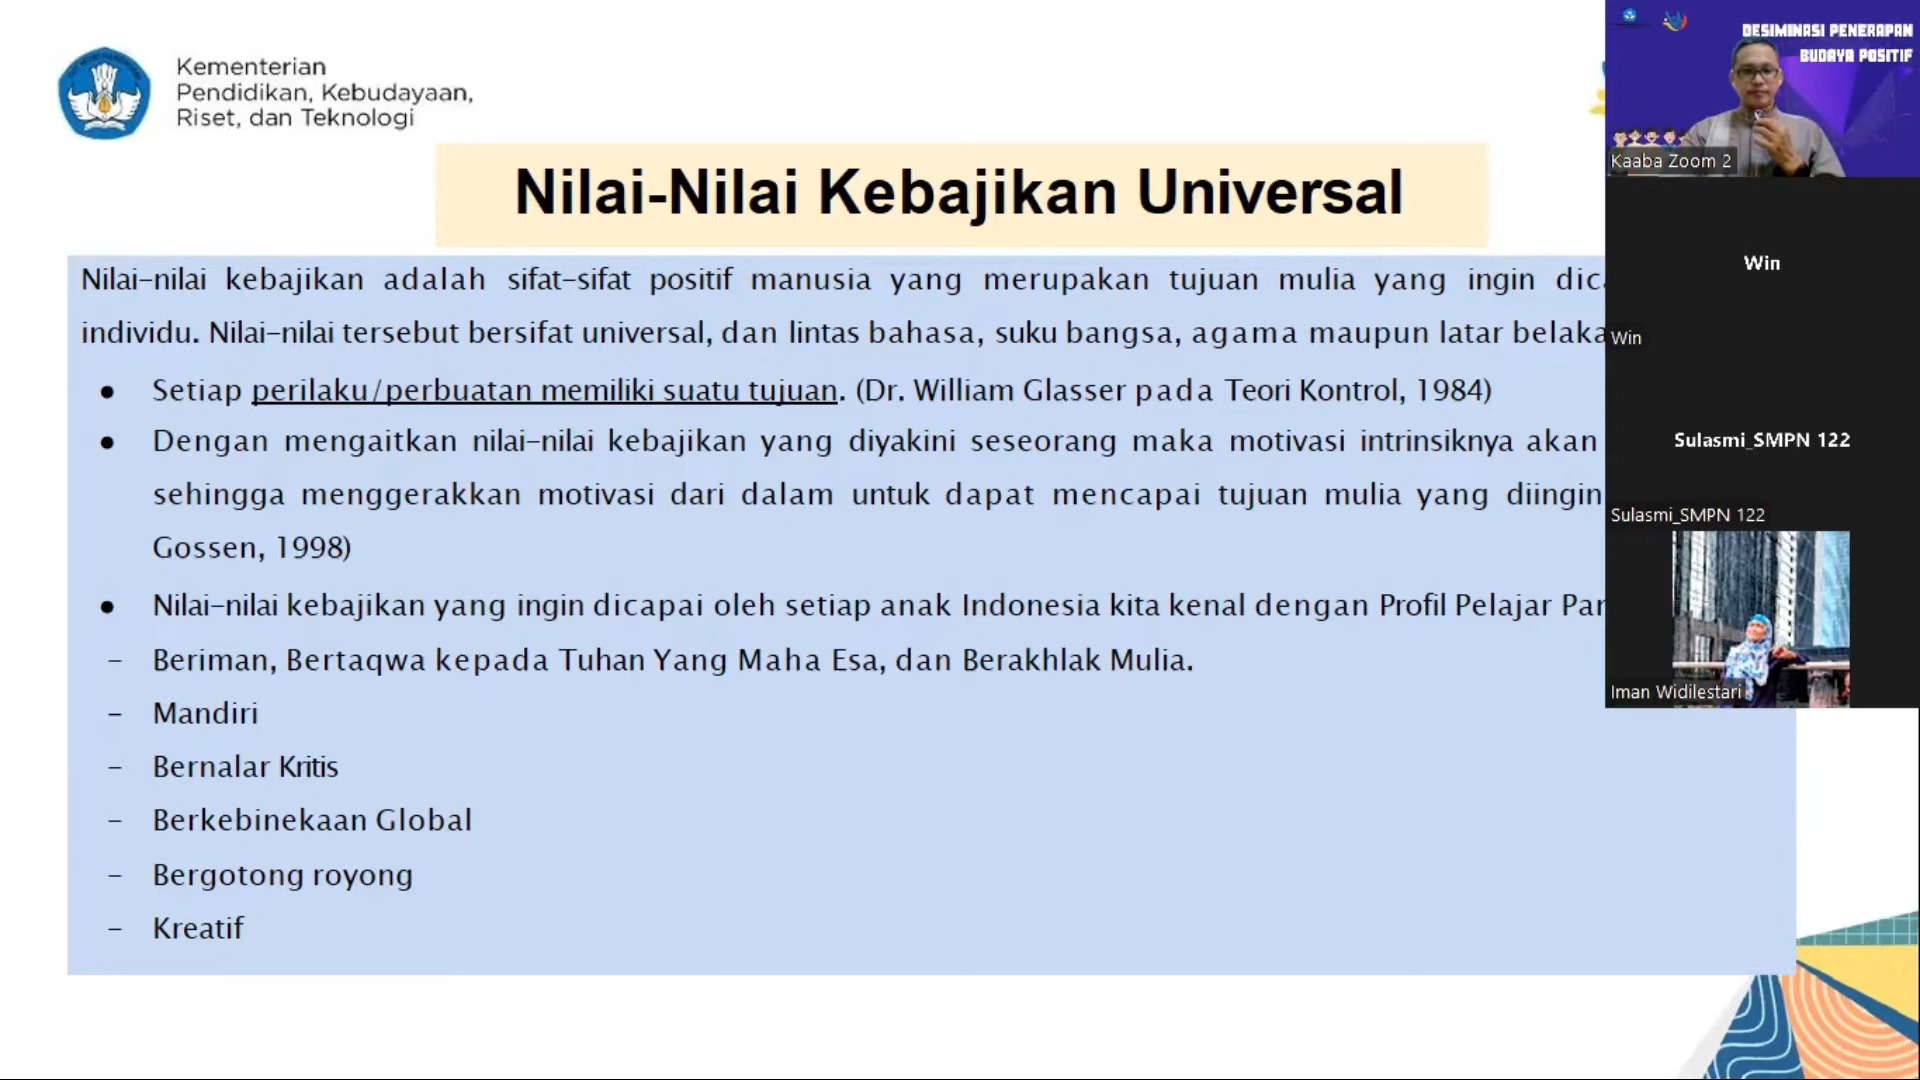 Kementerian
Pendidikan, Kebudayaan,
Riset, dan Teknologi
Nilai-Nilai Kebajikan Universal
Nilai-nilai kebajikan adalah sifat-sifat positif manusia yang merupakan tujuan mulia yang ingin
individu. Nilai-nilai tersebut bersifat universal, dan lintas bahasa, suku bangsa, agama maupun latar
● Setiap perilaku/perbuatan memiliki suatu tujuan. (Dr. William Glasser pada Teori Kontrol, 1984)
● Dengan mengaitkan nilai-nilai kebajikan yang diyakini seseorang maka motivasi intrinsiknya akan
sehingga menggerakkan motivasi dari dalam untuk dapat mencapai tujuan mulia yang
Gossen, 1998)
● Nilai-nilai kebajikan yang ingin dicapai oleh setiap anak Indonesia kita kenal dengan Profil Pelajar
- Beriman, Bertaqwa kepada Tuhan Yang Maha Esa, dan Berakhlak Mulia.
- Mandiri
- Bernalar Kritis
- Berkebinekaan Global
- Bergotong royong
- Kreatif
DESIMINASI PENERAPAN
BUDAYA POSITIF
Kaaba Zoom 2
Win
Win
Sulasmi_SMPN 122
Sulasmi_SMPN 122
Iman Widilestari